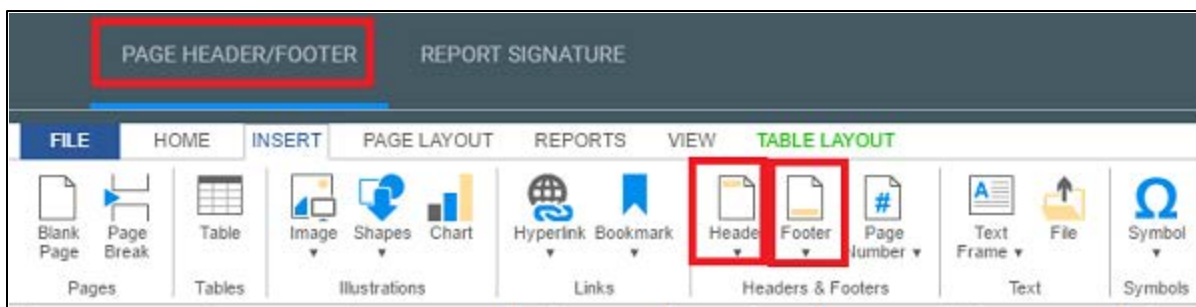 PAGE HEADER/FOOTER REPORT SIGNATURE
FILE HOME INSERT PAGE LAYOUT REPORTS VIEW TABLE LAYOUT
Blank Page Table Image Shapes Chart Hyperlink Bookmark Heade Footer Page Text File Symbol
Page Break umber Frame
Pages Tables Illustrations Links Headers & Footers Text Symbols